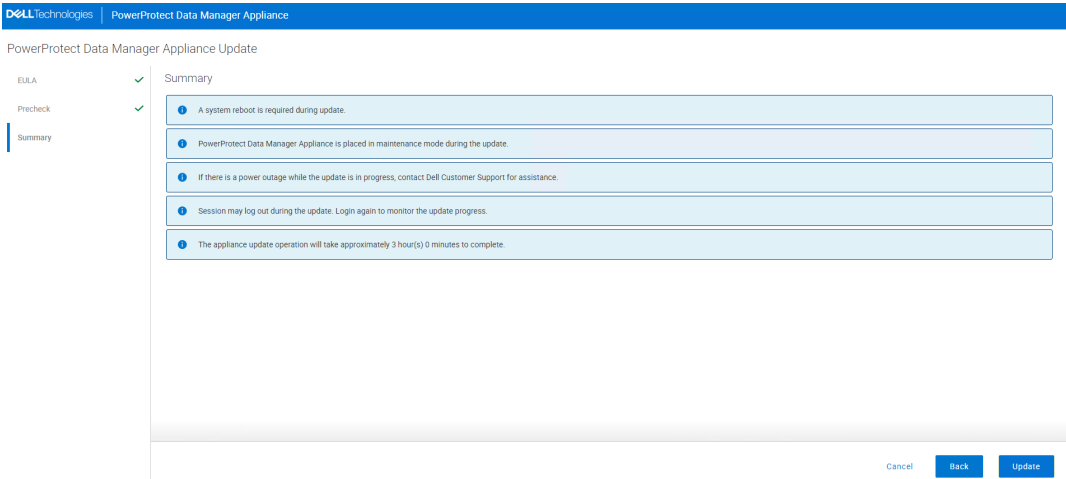 DELLTechnologies PowerProtect Data Manager Appliance
PowerProtect Data Manager Appliance Update
EULA
Precheck
Summary
Summary
A system reboot is required during update.
PowerProtect Data Manager Appliance is placed in maintenance mode during the update.
If there is a power outage while the update is in progress, contact Dell Customer Support for assistance.
Session may log out during the update. Login again to monitor the update progress.
The appliance update operation will take approximately 3 hour(s) 0 minutes to complete.
Cancel Back Update